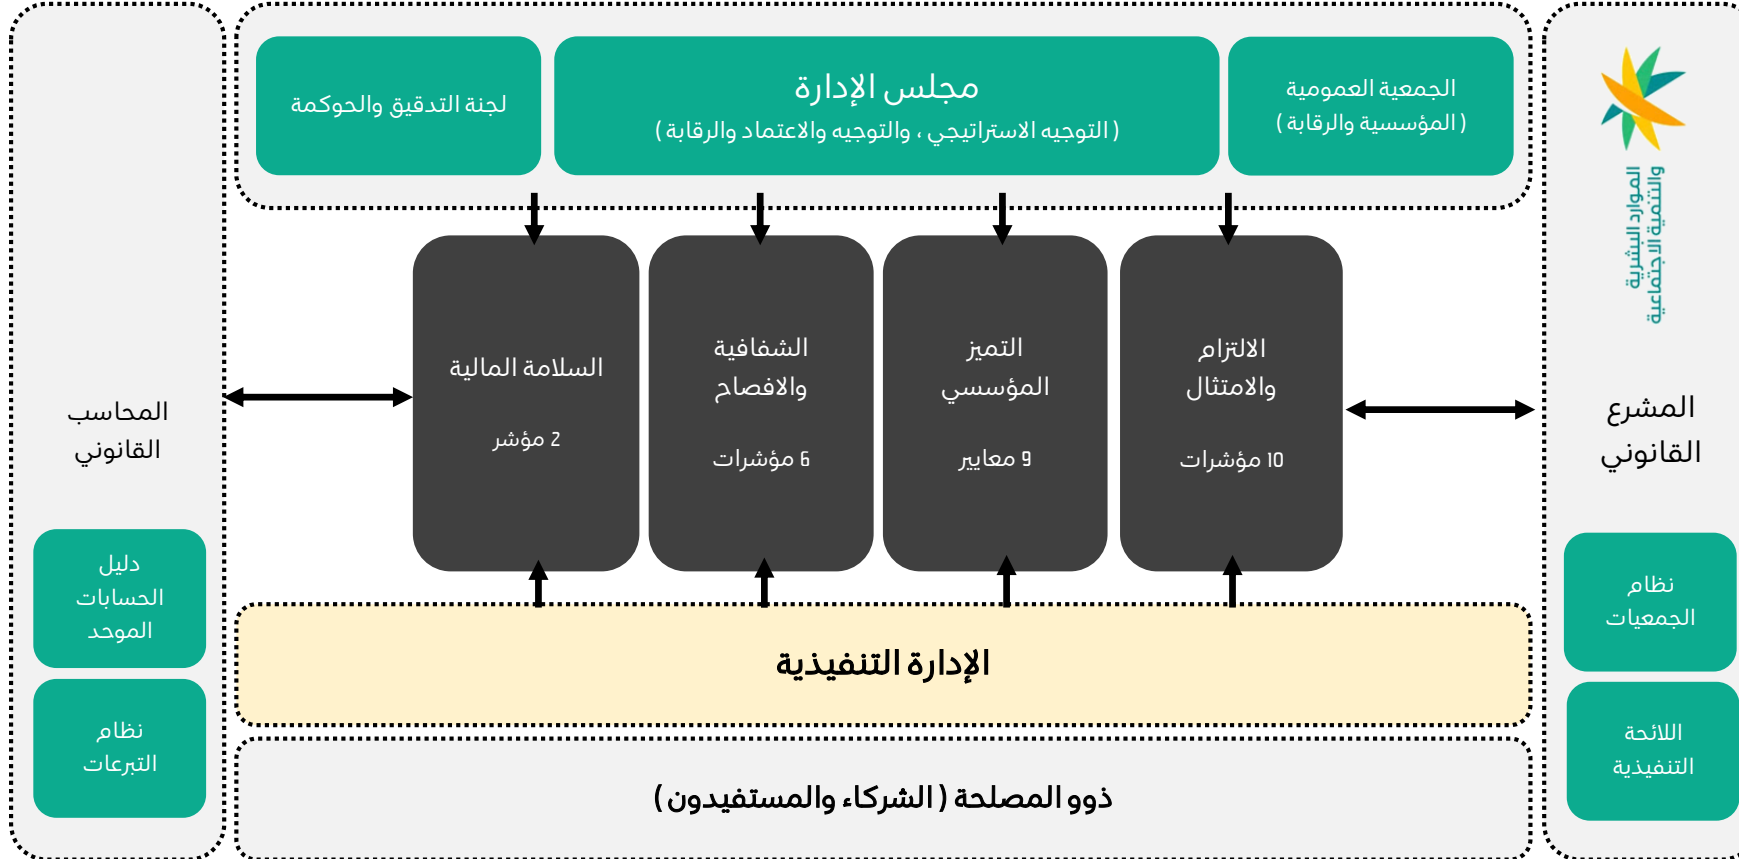 الجمعية العمومية
( المؤسسية والرقابة )
مجلس الإدارة
( التوجيه الاستراتيجي ، والتوجيه والاعتماد والرقابة )
لجنة التدقيق والحوكمة
الموارد البشرية
والتنمية الاجتماعية
المشرع
القانوني
نظام
الجمعيات
اللائحة
التنفيذية
الالتزام
والامتثال
10 مؤشرات
التميز
المؤسسي
9 معايير
الشفافية
والافصاح
6 مؤشرات
السلامة المالية
2 مؤشر
المحاسب
القانوني
دليل
الحسابات
الموحد
نظام
التبرعات
الإدارة التنفيذية
ذوو المصلحة ( الشركاء والمستفيدون )